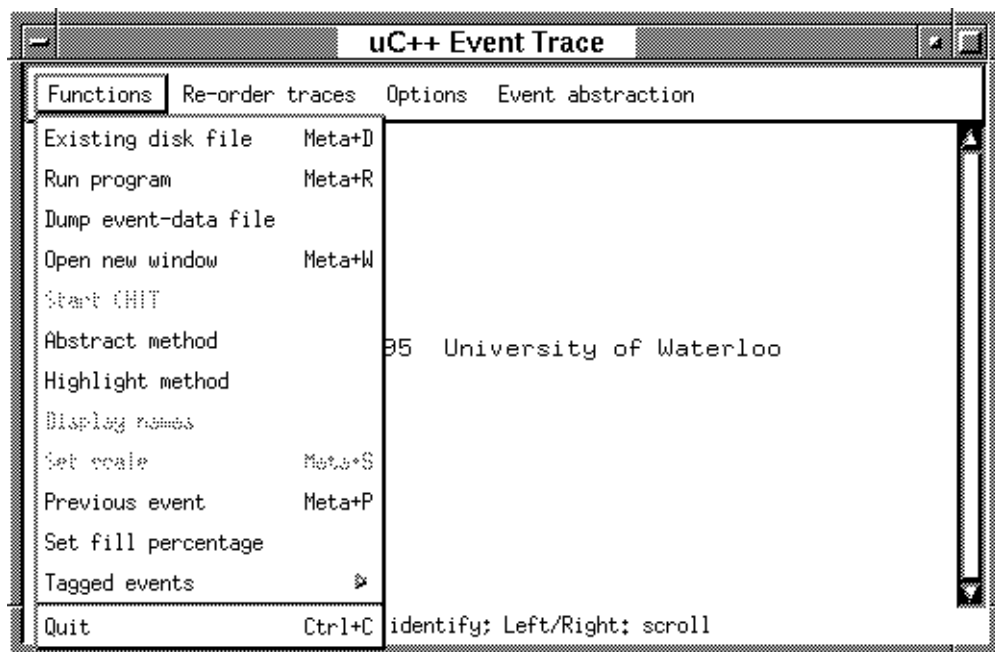 uC++ Event Trace
Functions Re-order traces Options Event abstraction
Existing disk file Meta+D
Run program Meta+R
Dump event-data file
Open new window Meta+W
Start CHIT
Abstract method
95 University of Waterloo
Highlight method
Display names
Set scale Meta+S
Previous event Meta+P
Set fill percentage
Tagged events
Quit Ctrl+C
identify; Left/Right: scroll